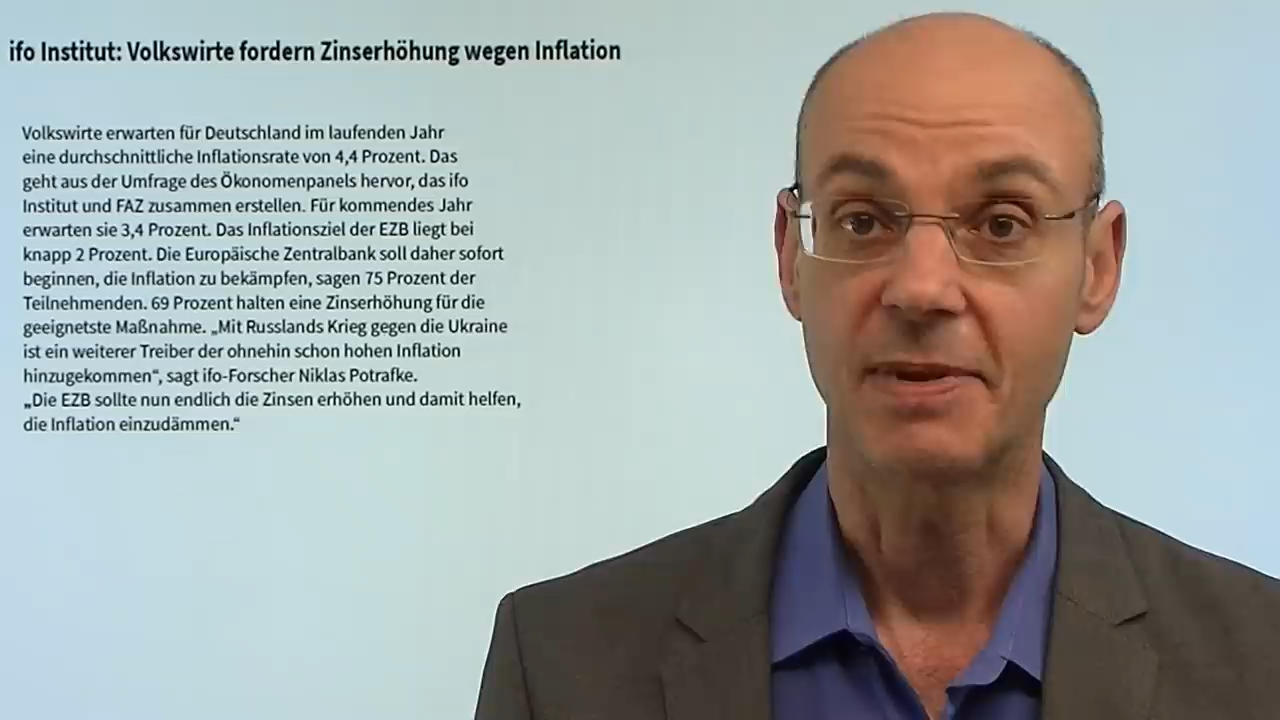 ifo Institut: Volkswirte fordern Zinserhöhung wegen Inflation
Volkswirte erwarten für Deutschland im laufenden Jahr
eine durchschnittliche Inflationsrate von 4,4 Prozent. Das
geht aus der Umfrage des Ökonomenpanels hervor, das ifo
Institut und FAZ zusammen erstellen. Für kommendes Jahr
erwarten sie 3,4 Prozent. Das Inflationsziel der EZB liegt bei
knapp 2 Prozent. Die Europäische Zentralbank soll daher sofort
beginnen, die Inflation zu bekämpfen, sagen 75 Prozent der
Teilnehmenden. 69 Prozent halten eine Zinserhöhung für die
geeignetste Maßnahme. „Mit Russlands Krieg gegen die Ukraine
ist ein weiterer Treiber der ohnehin schon hohen Inflation
hinzugekommen“, sagt ifo-Forscher Niklas Potrafke.
„Die EZB sollte nun endlich die Zinsen erhöhen und damit helfen,
die Inflation einzudämmen.“